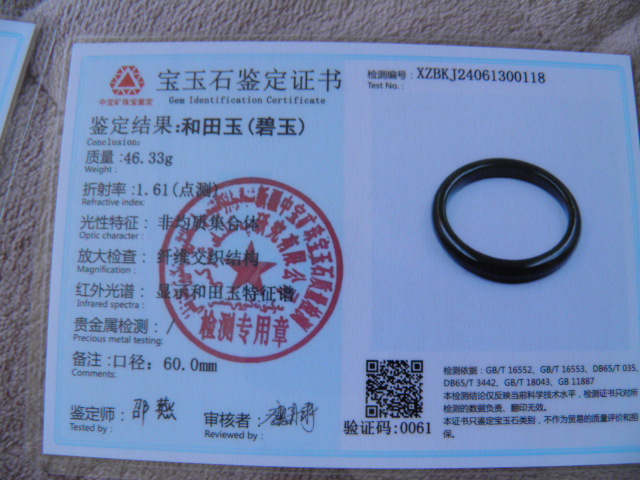 宝玉石鉴定证书
Gem Identification Certificate
中宝矿珠宝鉴定
检测编号: XZBKJ24061300118
Test No.:
鉴定结果:和田玉(碧玉)
Conclusion:
质量:46.33g
Weight:
折射率:1.61(点测)
Refractive index:
光性特征: 非均质集合体
Optic character:
放大检查: 纤维交织结构
Magnification:
红外光谱: 显示和田玉特征谱
Infrared spectra:
贵金属检测: /
Precious metal testing:
备注:口径: 60.0mm
Comments:
检测专用章
鉴定师:
Tested by:
审核者:
Reviewed by:
验证码:0061
检测依据: GB/T 16552、GB/T 16553、DB65/T 035、
DB65/T 3442、GB/T 18043、GB 11887
本检测结论仅反映当前科学技术水平, 检测证书只对所
检测的数据负责、翻印无效。
本证书只鉴定宝玉石类别, 不作为贸易的质量评价和担
保。